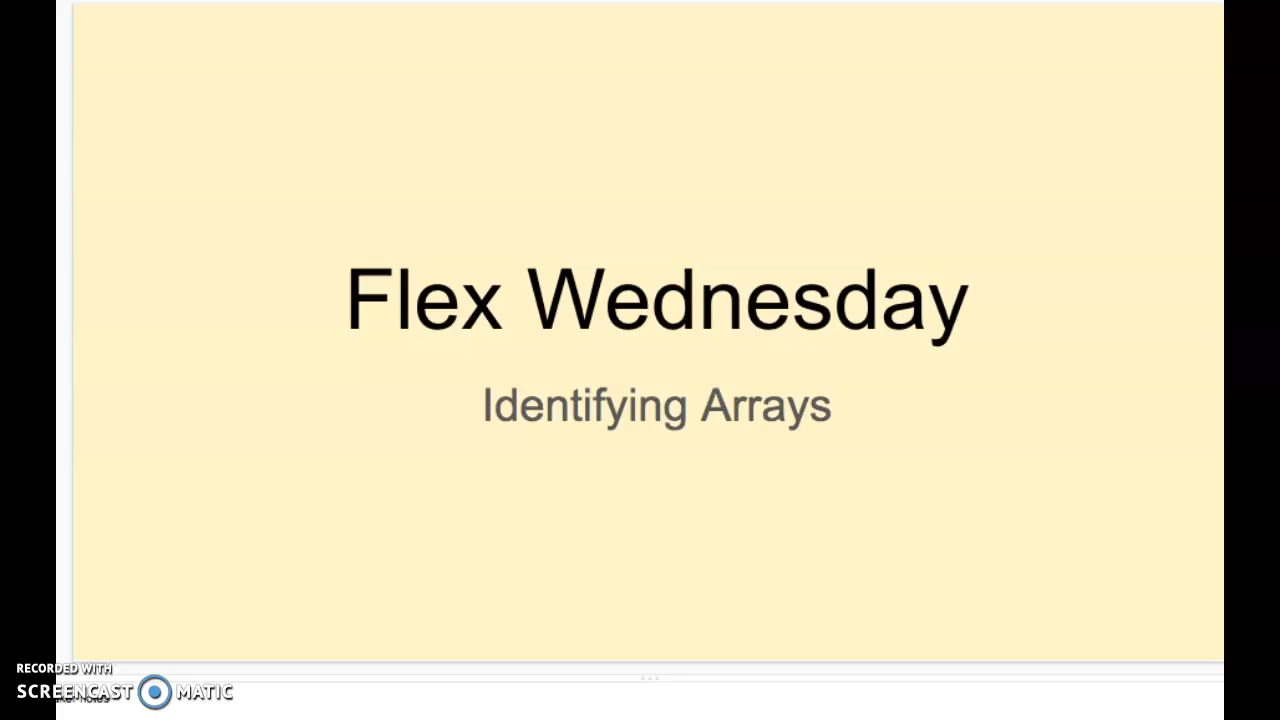 Flex Wednesday
Identifying Arrays
RECORDED WITH
SCREENCAST MATIC